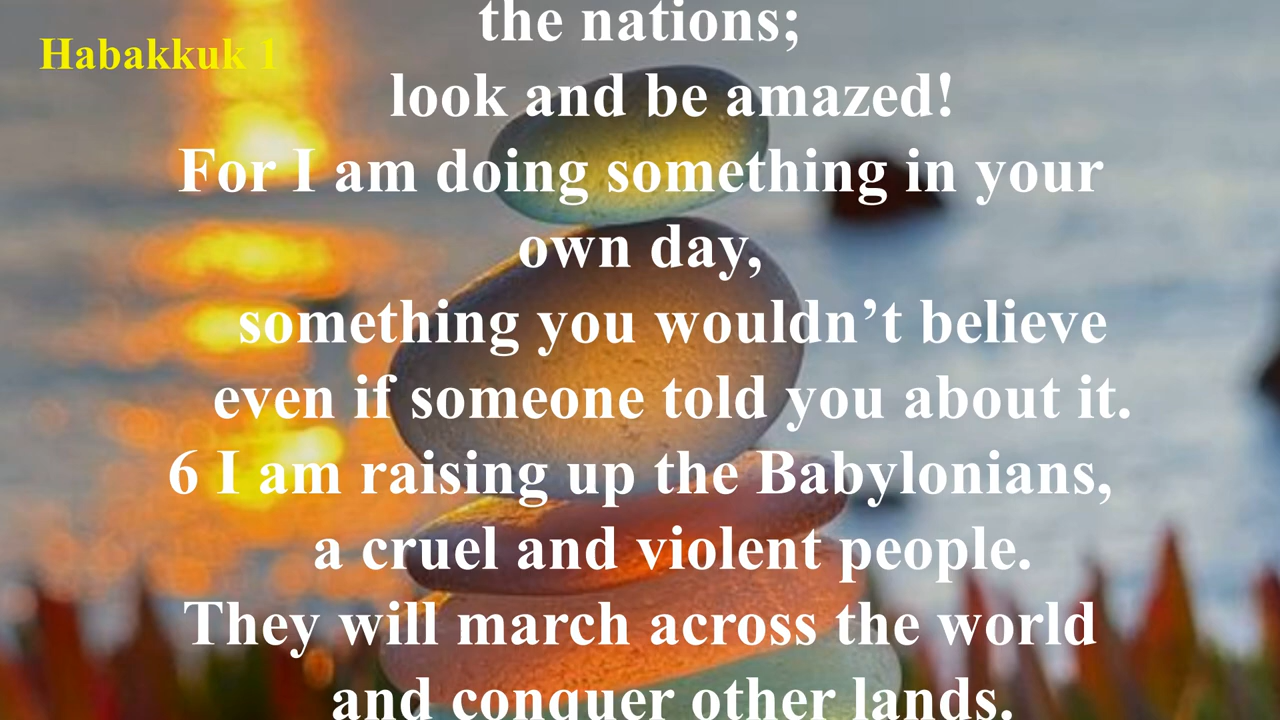 Habakkuk 1
the nations;
look and be amazed!
For I am doing something in your
own day,
something you wouldn’t believe
even if someone told you about it.
6 I am raising up the Babylonians,
a cruel and violent people.
They will march across the world
and conquer other lands.